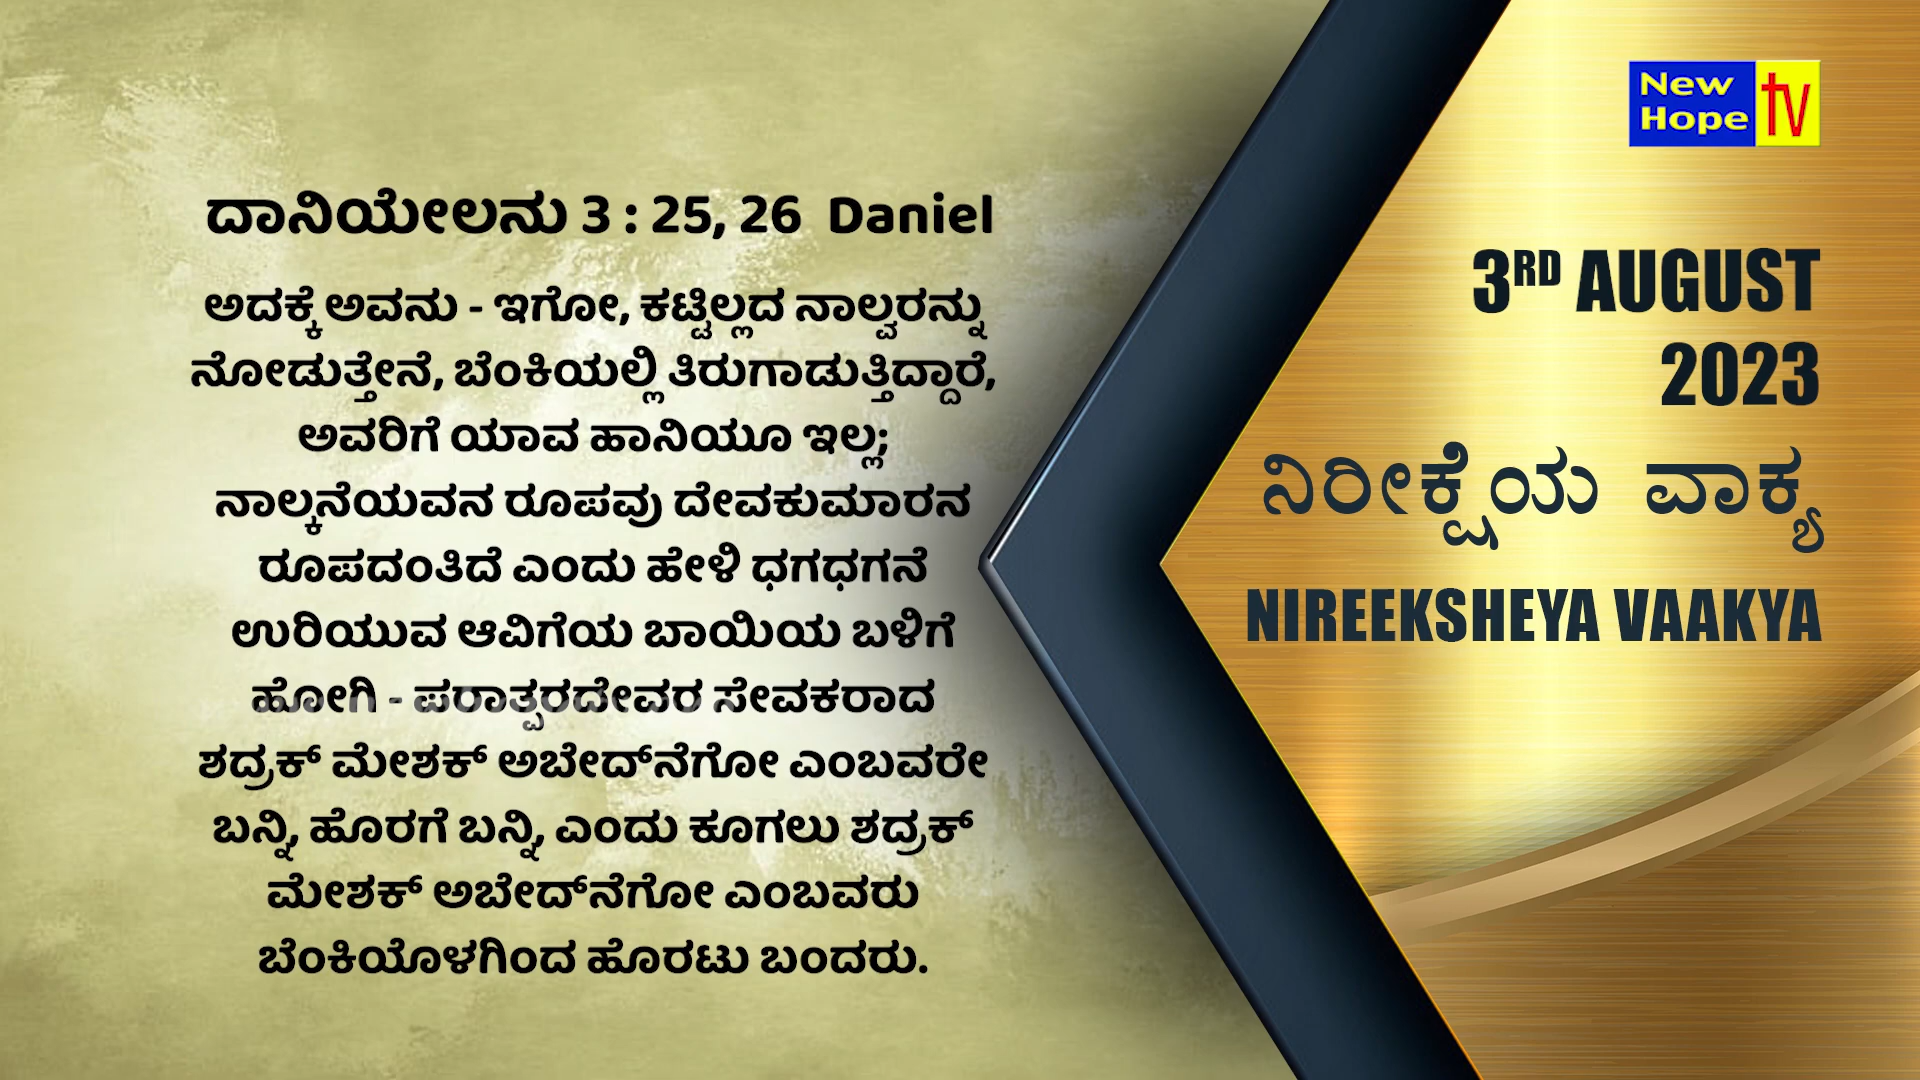 ದಾನಿಯೇಲನು 3 : 25, 26 Daniel
ಅದಕ್ಕೆ ಅವನು - ಇಗೋ, ಕಟ್ಟಿಲ್ಲದ ನಾಲ್ವರನ್ನು
ನೋಡುತ್ತೇನೆ, ಬೆಂಕಿಯಲ್ಲಿ ತಿರುಗಾಡುತ್ತಿದ್ದಾರೆ,
ಅವರಿಗೆ ಯಾವ ಹಾನಿಯೂ ಇಲ್ಲ;
ನಾಲ್ಕನೆಯವನ ರೂಪವು ದೇವಕುಮಾರನ
ರೂಪದಂತಿದೆ ಎಂದು ಹೇಳಿ ಧಗಧಗನೆ
ಉರಿಯುವ ಆವಿಗೆಯ ಬಾಯಿಯ ಬಳಿಗೆ
ಹೋಗಿ - ಪರಾತ್ಪರದೇವರ ಸೇವಕರಾದ
ಶದ್ರಕ್ ಮೇಶಕ್ ಅಬೇದ್‌ನೆಗೋ ಎಂಬವರೇ
ಬನ್ನಿ, ಹೊರಗೆ ಬನ್ನಿ, ಎಂದು ಕೂಗಲು ಶದ್ರಕ್
ಮೇಶಕ್ ಅಬೇದ್‌ನೆಗೋ ಎಂಬವರು
ಬೆಂಕಿಯೊಳಗಿಂದ ಹೊರಟು ಬಂದರು.
New
Hope
tv
3RD AUGUST
2023
ನಿರೀಕ್ಷೆಯ ವಾಕ್ಯ
NIREEKSHEYA VAAKYA